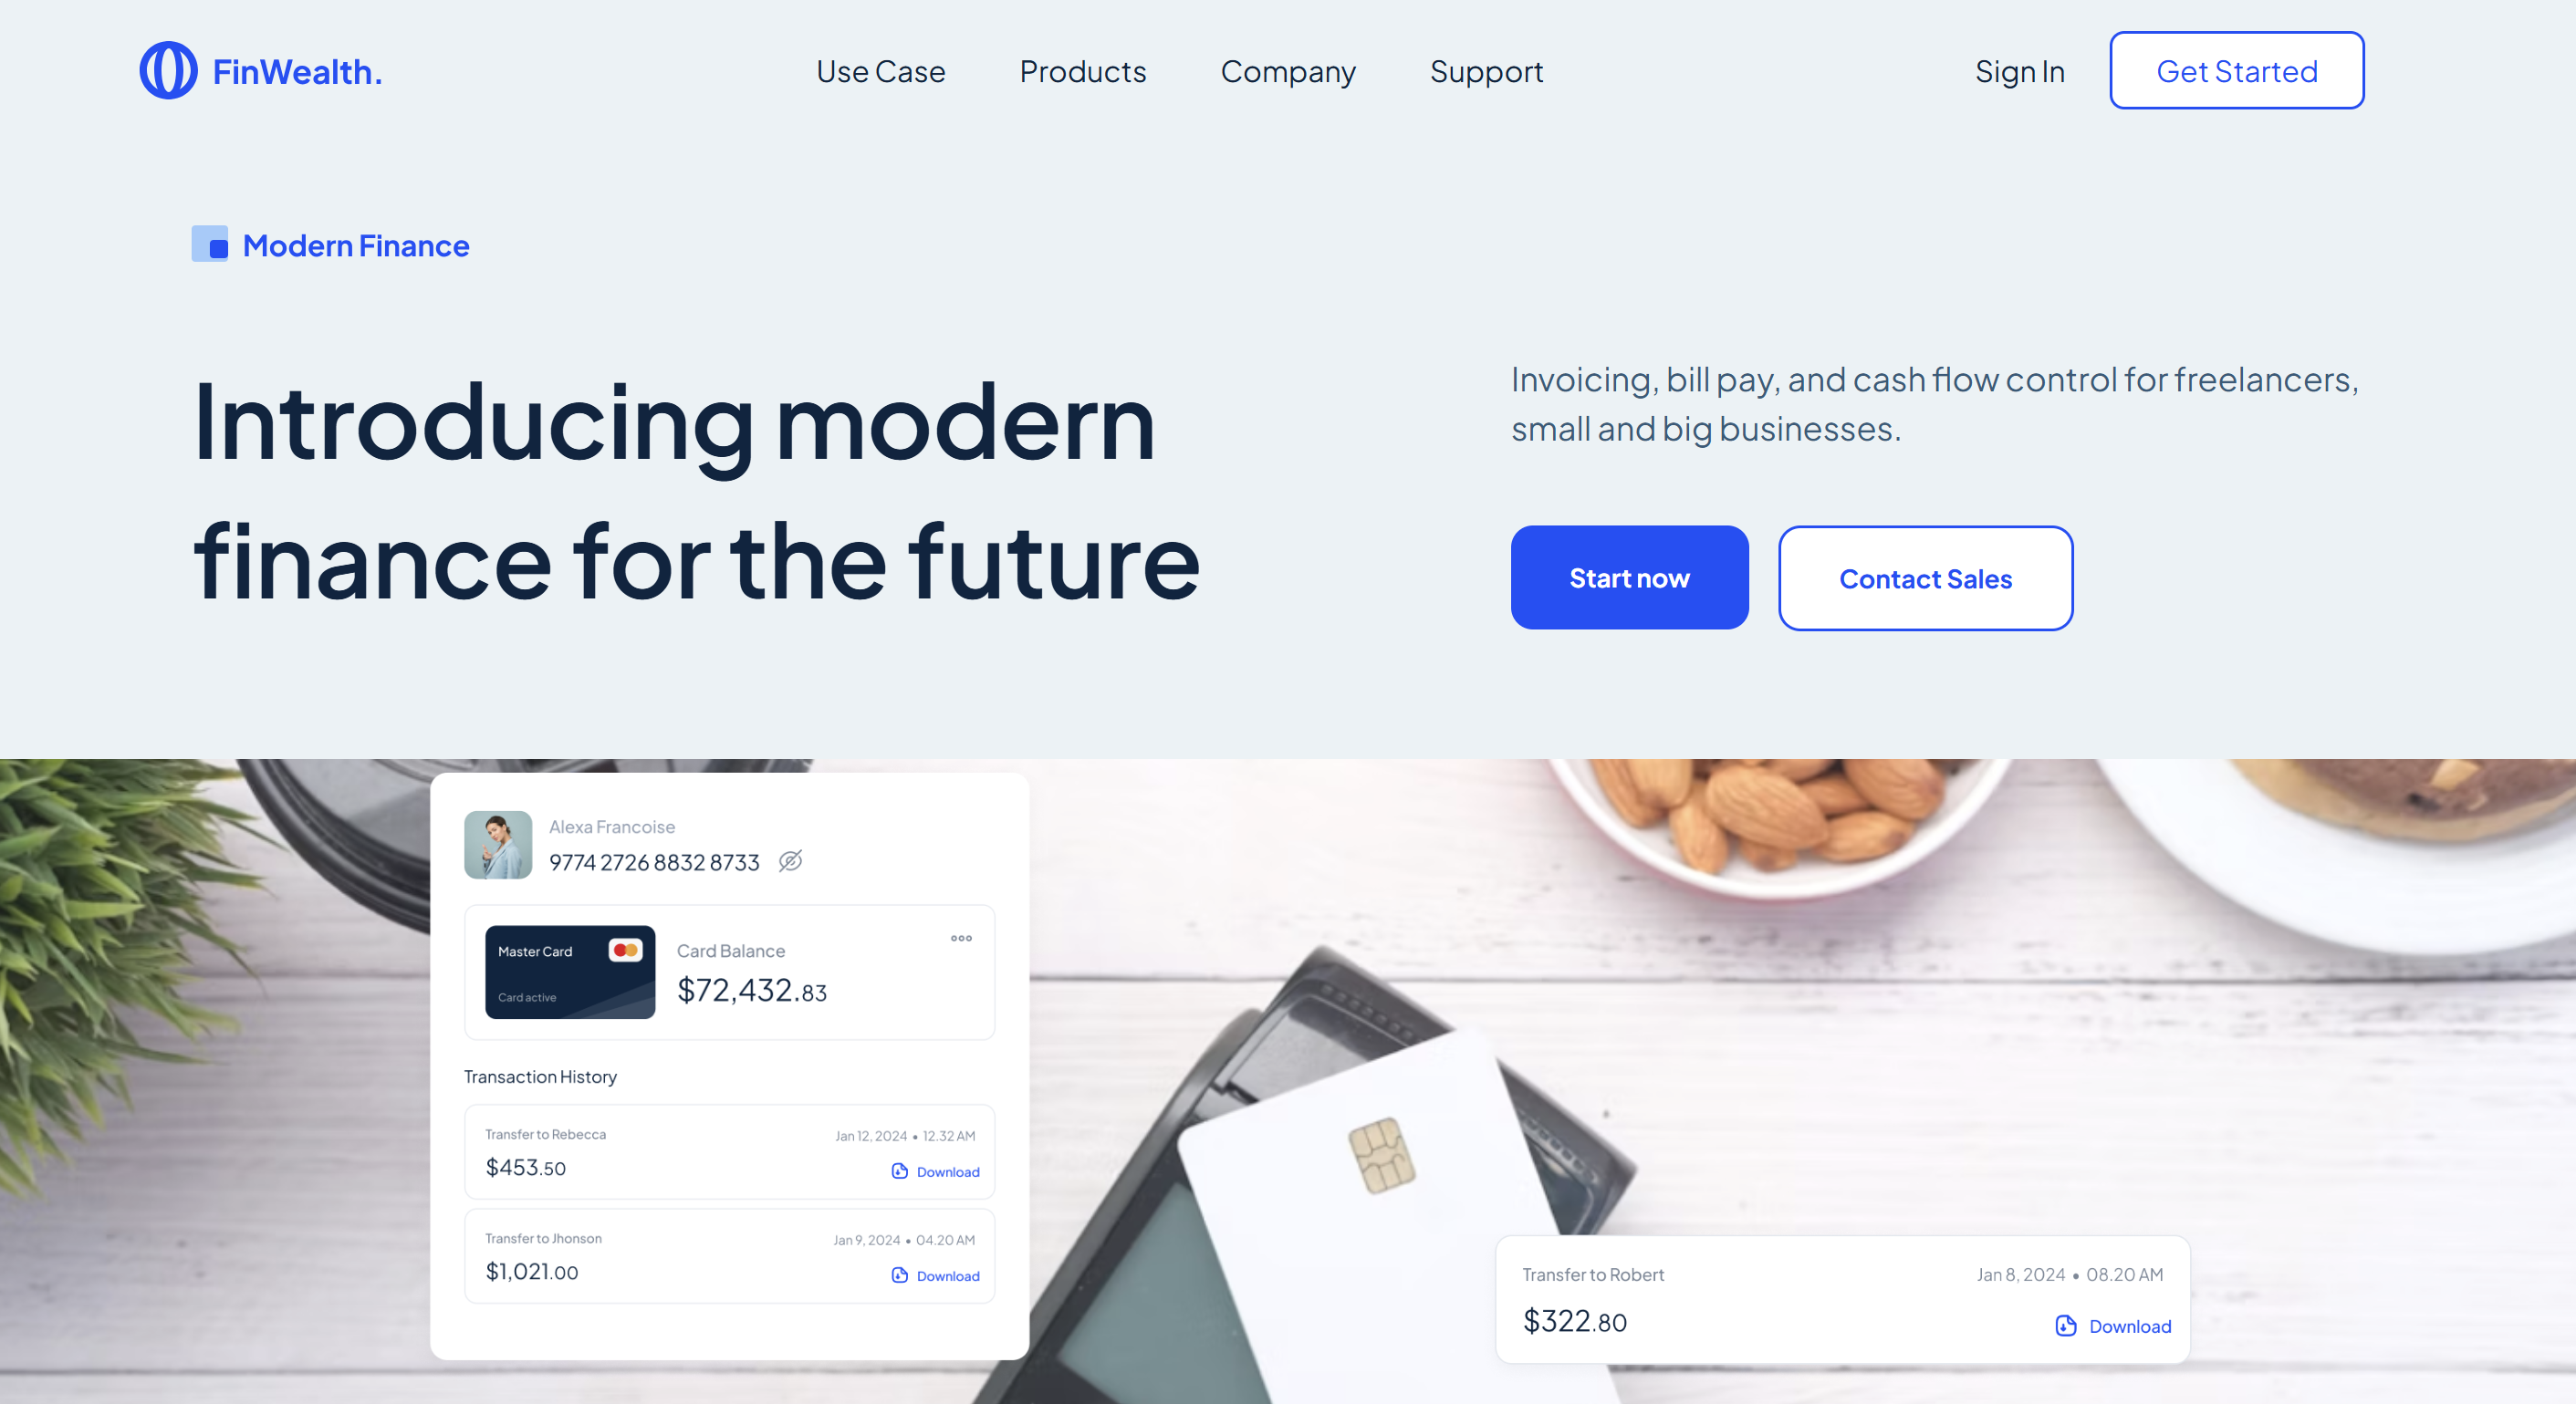 FinWealth.
Use Case
Products
Company
Support
Sign In
Get Started
Modern Finance
Introducing modern
finance for the future
Invoicing, bill pay, and cash flow control for freelancers,
small and big businesses.
Start now
Contact Sales
Alexa Francoise
9774 2726 8832 8733
Master Card
Card active
Card Balance
$72,432.83
Transaction History
Transfer to Rebecca
Jan 12, 2024 • 12.32 AM
$453.50
Download
Transfer to Jhonson
Jan 9, 2024 • 04.20 AM
$1,021.00
Download
Transfer to Robert
Jan 8, 2024 • 08.20 AM
$322.80
Download